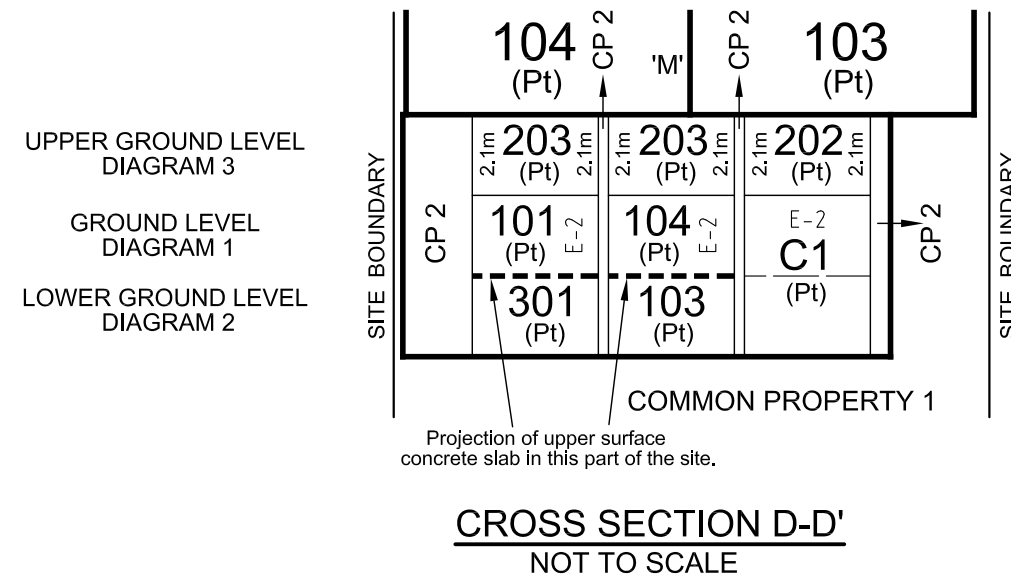 104
(Pt)
CP 2
'M'
CP 2
103
(Pt)
UPPER GROUND LEVEL
DIAGRAM 3
2.1m
203
(Pt)
2.1m
2.1m
203
(Pt)
2.1m
2.1m
202
(Pt)
2.1m
SITE BOUNDARY
SITE BOUNDARY
GROUND LEVEL
DIAGRAM 1
CP 2
101
(Pt)
E-2
104
(Pt)
E-2
E-2
C1
(Pt)
CP 2
LOWER GROUND LEVEL
DIAGRAM 2
301
(Pt)
103
(Pt)
COMMON PROPERTY 1
Projection of upper surface
concrete slab in this part of the site.
CROSS SECTION D-D'
NOT TO SCALE